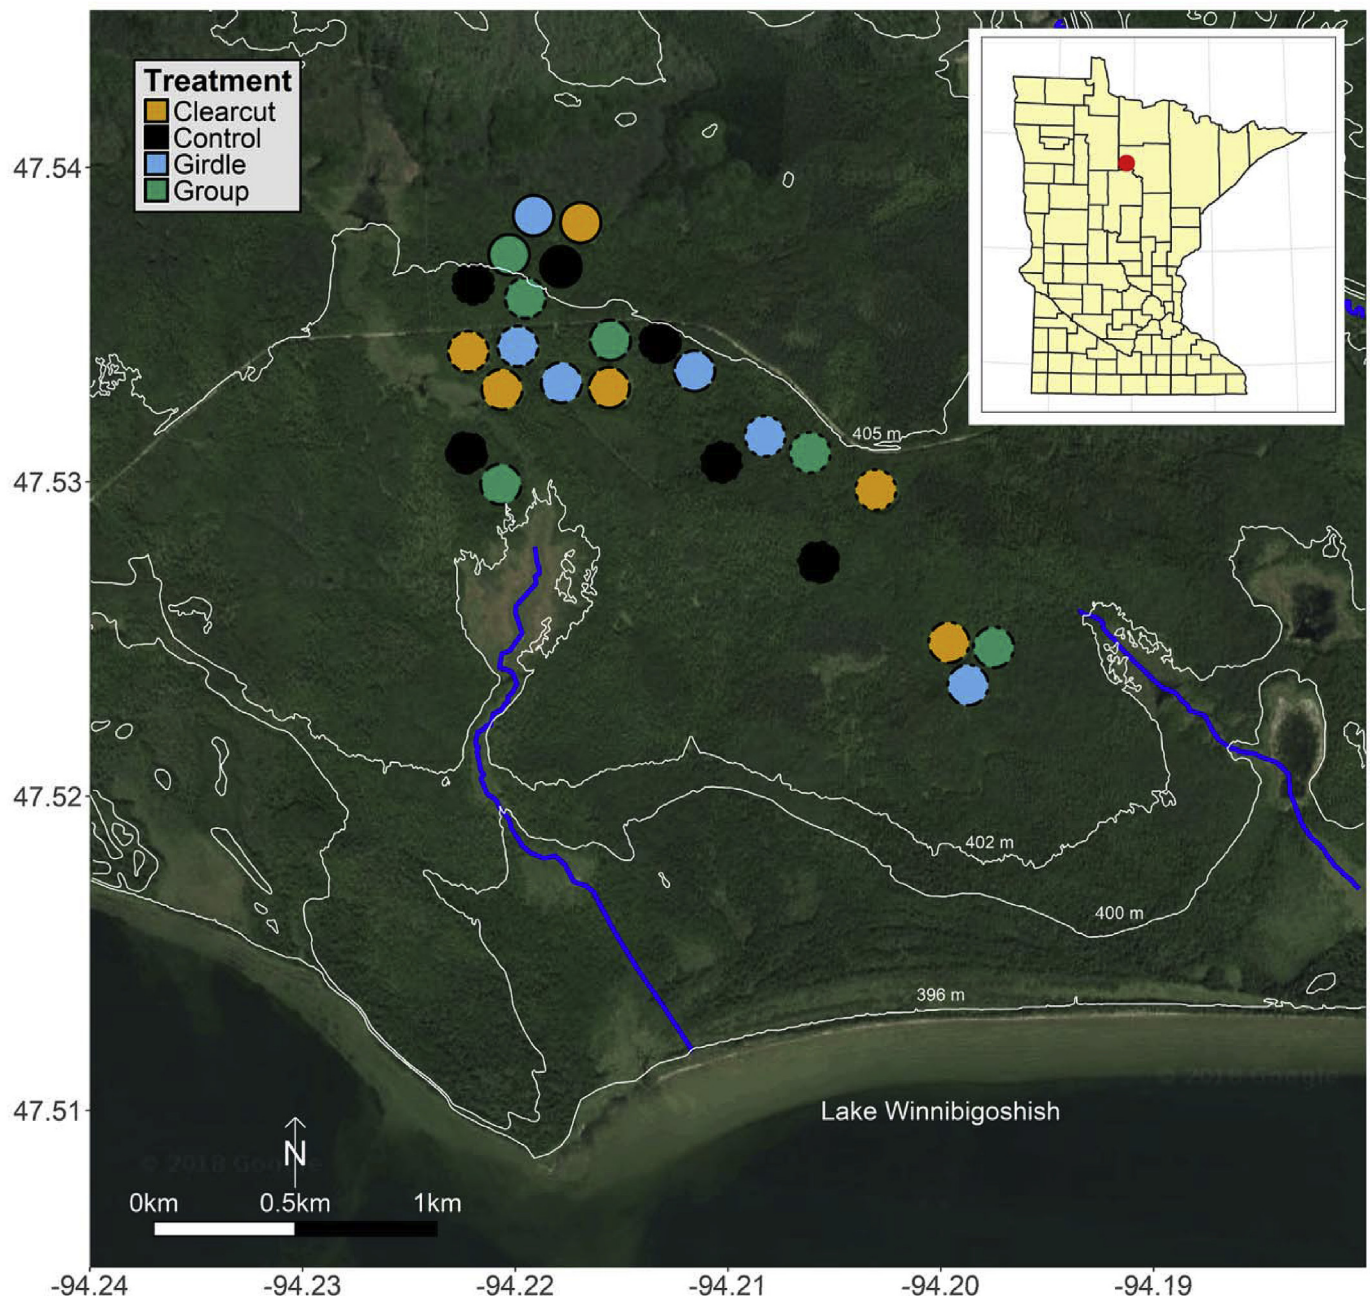 Treatment
Clearcut
Control
Girdle
Group
47.54
47.53
47.52
47.51
405 m
402 m
400 m
396 m
Lake Winnibigoshish
N
0km 0.5km 1km
-94.24 -94.23 -94.22 -94.21 -94.20 -94.19